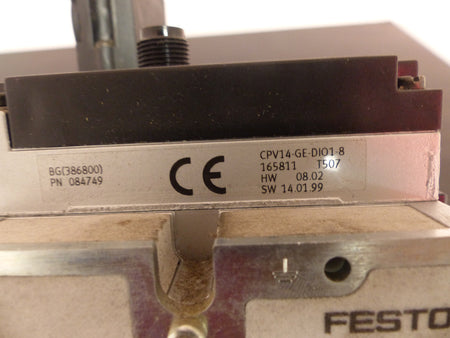 BG(386800)
PN 084749
CE
CPV14-GE-DIO1-8
165811 T507
HW 08.02
SW 14.01.99
FESTO